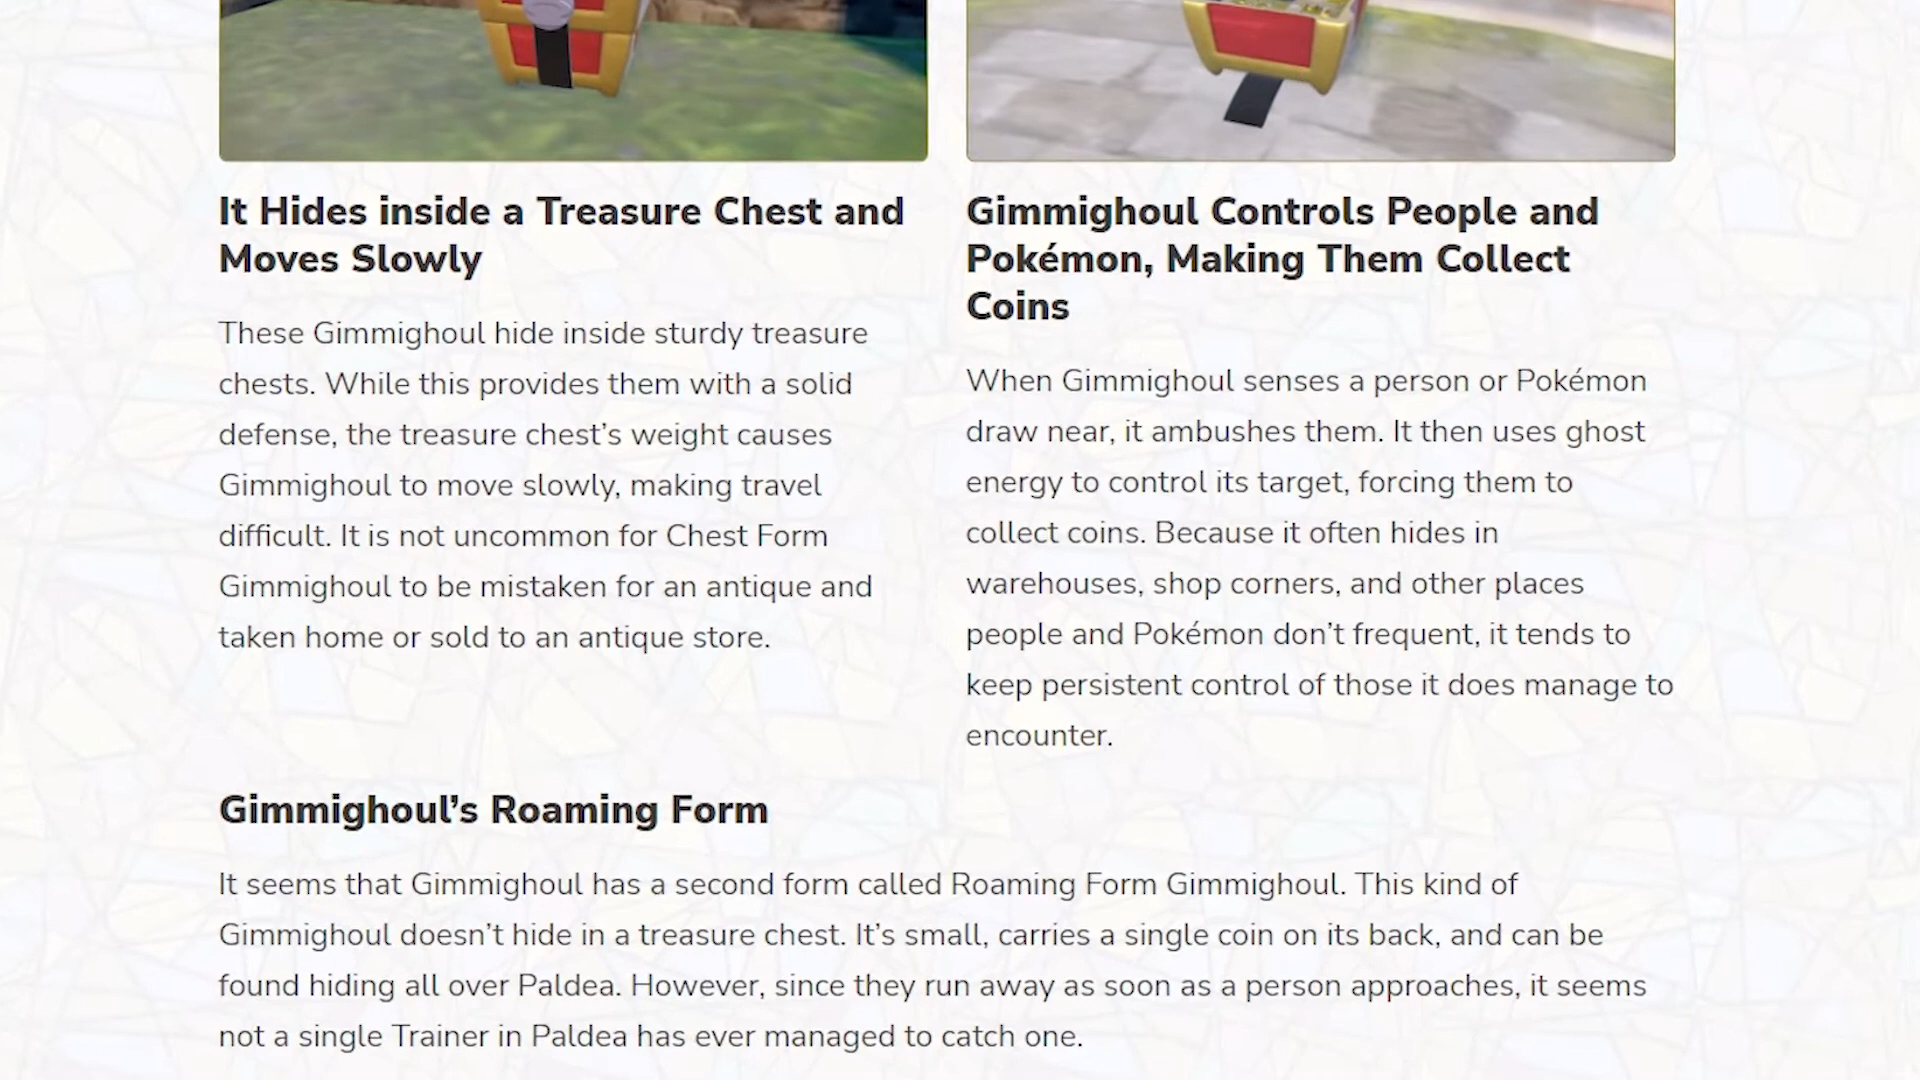 It Hides inside a Treasure Chest and
Moves Slowly
These Gimmighoul hide inside sturdy treasure
chests. While this provides them with a solid
defense, the treasure chest’s weight causes
Gimmighoul to move slowly, making travel
difficult. It is not uncommon for Chest Form
Gimmighoul to be mistaken for an antique and
taken home or sold to an antique store.
Gimmighoul Controls People and
Pokémon, Making Them Collect
Coins
When Gimmighoul senses a person or Pokémon
draw near, it ambushes them. It then uses ghost
energy to control its target, forcing them to
collect coins. Because it often hides in
warehouses, shop corners, and other places
people and Pokémon don’t frequent, it tends to
keep persistent control of those it does manage to
encounter.
Gimmighoul’s Roaming Form
It seems that Gimmighoul has a second form called Roaming Form Gimmighoul. This kind of
Gimmighoul doesn’t hide in a treasure chest. It’s small, carries a single coin on its back, and can be
found hiding all over Paldea. However, since they run away as soon as a person approaches, it seems
not a single Trainer in Paldea has ever managed to catch one.